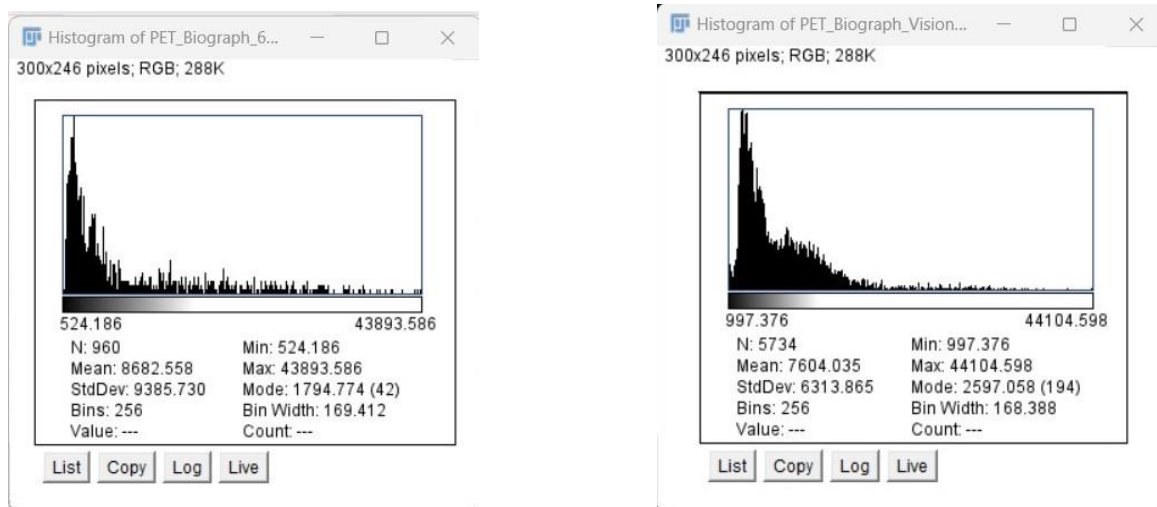 Histogram of PET_Biograph_6...
300x246 pixels; RGB; 288K
524.186 43893.586
N: 960 Min: 524.186
Mean: 8682.558 Max: 43893.586
StdDev: 9385.730 Mode: 1794.774 (42)
Bins: 256 Bin Width: 169.412
Value: --- Count: ---
List Copy Log Live
Histogram of PET_Biograph_Vision...
300x246 pixels; RGB; 288K
997.376 44104.598
N: 5734 Min: 997.376
Mean: 7604.035 Max: 44104.598
StdDev: 6313.865 Mode: 2597.058 (194)
Bins: 256 Bin Width: 168.388
Value: --- Count: ---
List Copy Log Live